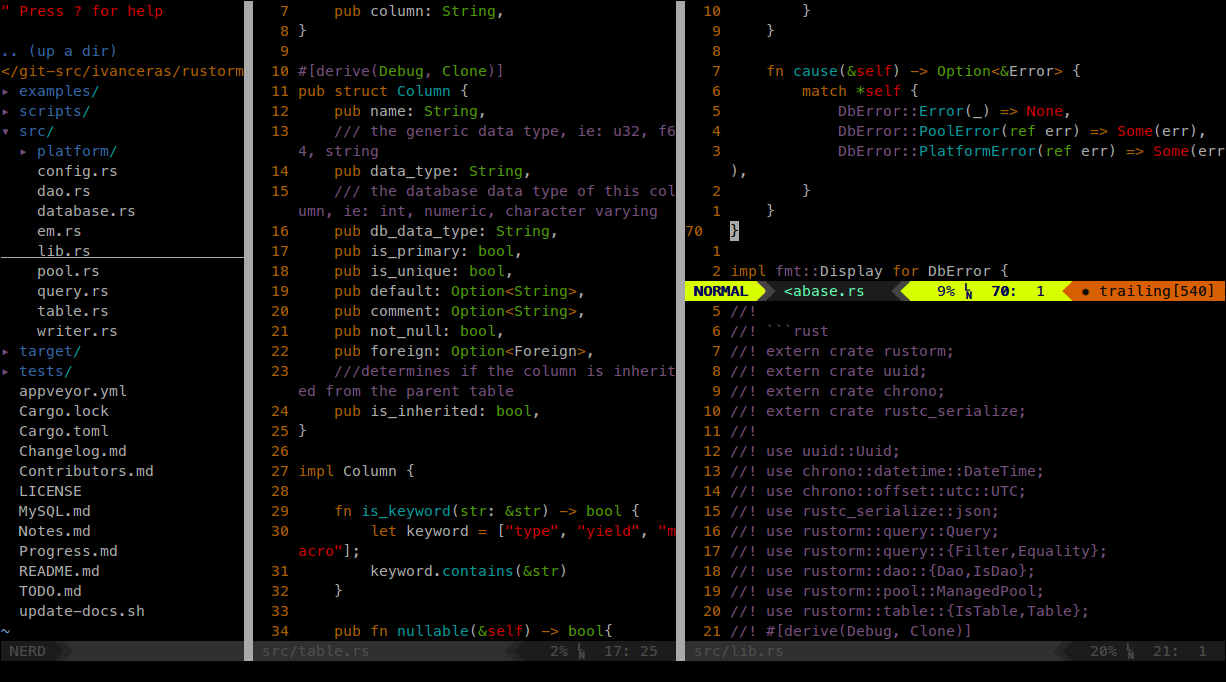 " Press ? for help
.. (up a dir)
</git-src/ivanceras/rustorm
▸ examples/
▸ scripts/
▾ src/
▸ platform/
config.rs
dao.rs
database.rs
em.rs
lib.rs
pool.rs
query.rs
table.rs
writer.rs
▸ target/
▸ tests/
appveyor.yml
Cargo.lock
Cargo.toml
Changelog.md
Contributors.md
LICENSE
MySQL.md
Notes.md
Progress.md
README.md
TODO.md
update-docs.sh
~
NERD
7     pub column: String,
8 }
9
10 #[derive(Debug, Clone)]
11 pub struct Column {
12     pub name: String,
13     /// the generic data type, ie: u32, f6
4, string
14     pub data_type: String,
15     /// the database data type of this col
umn, ie: int, numeric, character varying
16     pub db_data_type: String,
17     pub is_primary: bool,
18     pub is_unique: bool,
19     pub default: Option<String>,
20     pub comment: Option<String>,
21     pub not_null: bool,
22     pub foreign: Option<Foreign>,
23     ///determines if the column is inherit
ed from the parent table
24     pub is_inherited: bool,
25 }
26
27 impl Column {
28
29     fn is_keyword(str: &str) -> bool {
30         let keyword = ["type", "yield", "m
acro"];
31         keyword.contains(&str)
32     }
33
34     pub fn nullable(&self) -> bool{
src/table.rs 2% LN 17: 25
10         }
9     }
8
7     fn cause(&self) -> Option<&Error> {
6         match *self {
5             DbError::Error(_) => None,
4             DbError::PoolError(ref err) => Some(err),
3             DbError::PlatformError(ref err) => Some(err
),
2         }
1     }
70 }
1
2 impl fmt::Display for DbError {
NORMAL <abase.rs 9% LN 70: 1 ✹ trailing[540]
5 //!
6 //! ```rust
7 //! extern crate rustorm;
8 //! extern crate uuid;
9 //! extern crate chrono;
10 //! extern crate rustc_serialize;
11 //!
12 //! use uuid::Uuid;
13 //! use chrono::datetime::DateTime;
14 //! use chrono::offset::utc::UTC;
15 //! use rustc_serialize::json;
16 //! use rustorm::query::Query;
17 //! use rustorm::query::{Filter,Equality};
18 //! use rustorm::dao::{Dao,IsDao};
19 //! use rustorm::pool::ManagedPool;
20 //! use rustorm::table::{IsTable,Table};
21 //! #[derive(Debug, Clone)]
src/lib.rs 20% LN 21: 1